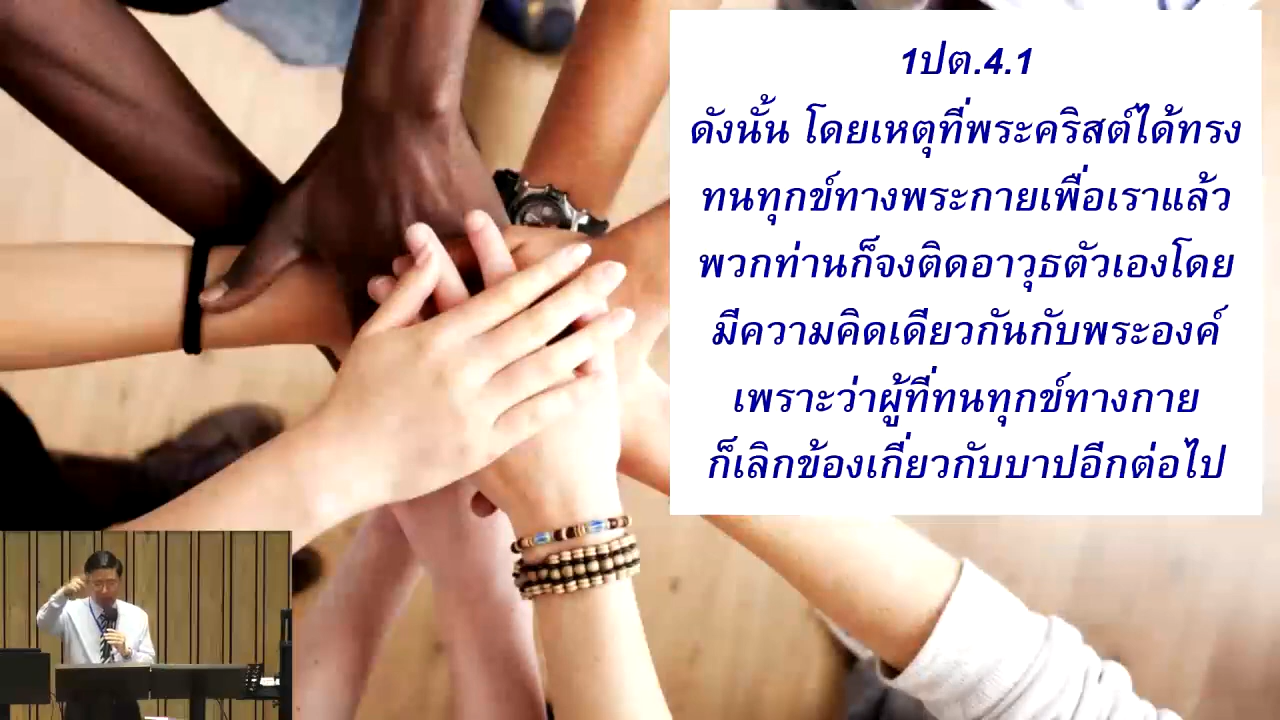 1ปต.4.1
ดังนั้น โดยเหตุที่พระคริสต์ได้ทรง
ทนทุกข์ทางพระกายเพื่อเราแล้ว
พวกท่านก็จงติดอาวุธตัวเองโดย
มีความคิดเดียวกันกับพระองค์
เพราะว่าผู้ที่ทนทุกข์ทางกาย
ก็เลิกข้องเกี่ยวกับบาปอีกต่อไป